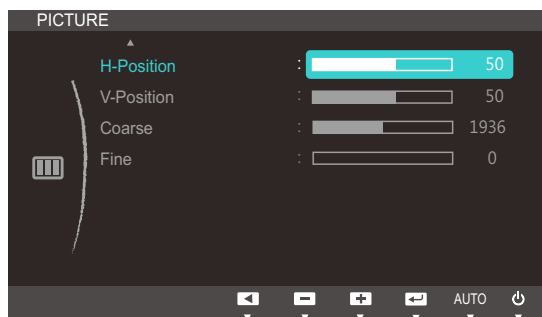 PICTURE
H-Position : 50
V-Position : 50
Coarse : 1936
Fine : 0
AUTO